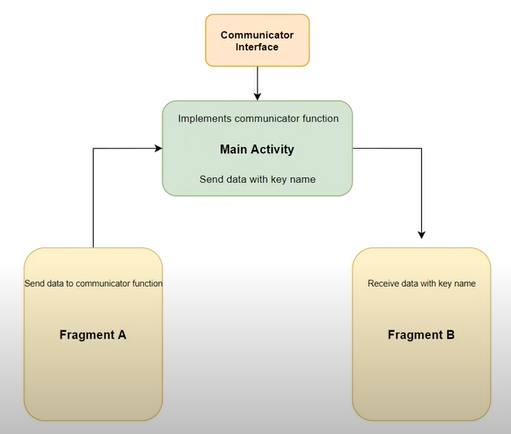 Communicator
Interface
Implements communicator function
Main Activity
Send data with key name
Send data to communicator function
Fragment A
Receive data with key name
Fragment B